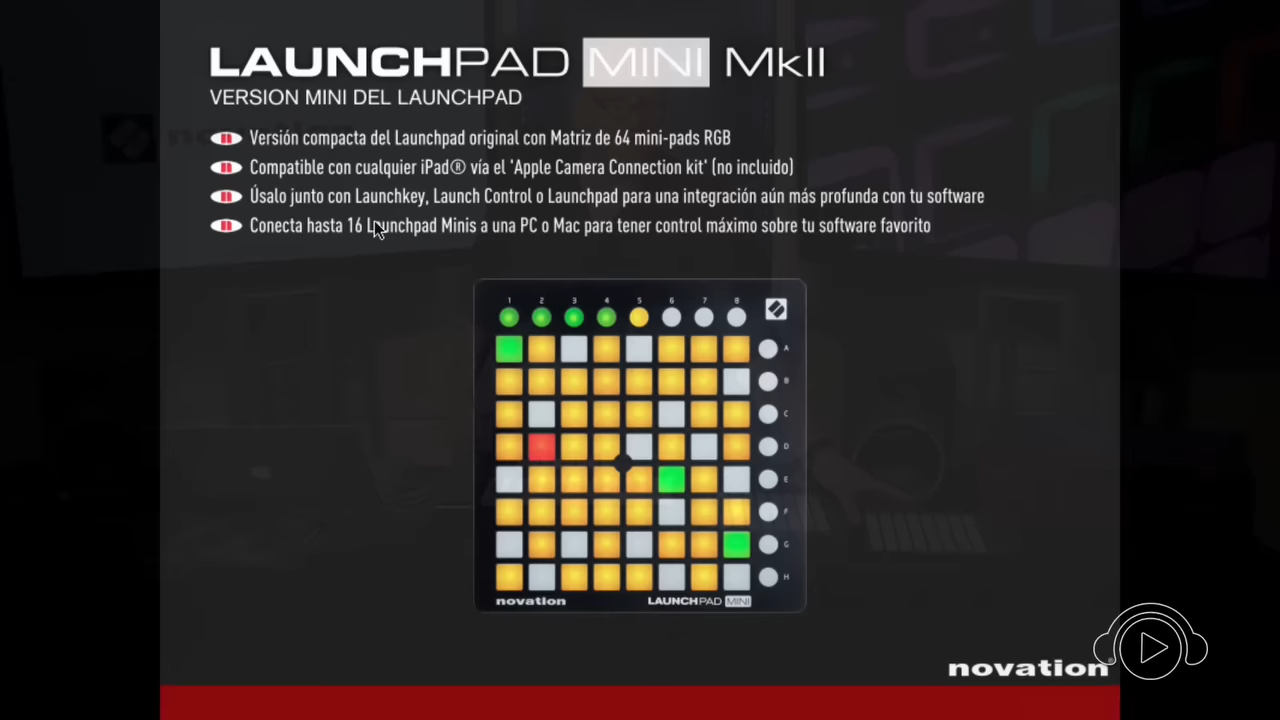 LAUNCHPAD MINI MkII
VERSION MINI DEL LAUNCHPAD
Versión compacta del Launchpad original con Matriz de 64 mini-pads RGB
Compatible con cualquier iPad® vía el 'Apple Camera Connection kit' (no incluido)
Úsalo junto con Launchkey, Launch Control o Launchpad para una integración aún más profunda con tu software
Conecta hasta 16 Launchpad Minis a una PC o Mac para tener control máximo sobre tu software favorito
1 2 3 4 5 6 7 8
A
B
C
D
E
F
G
H
novation LAUNCHPAD MINI
novation